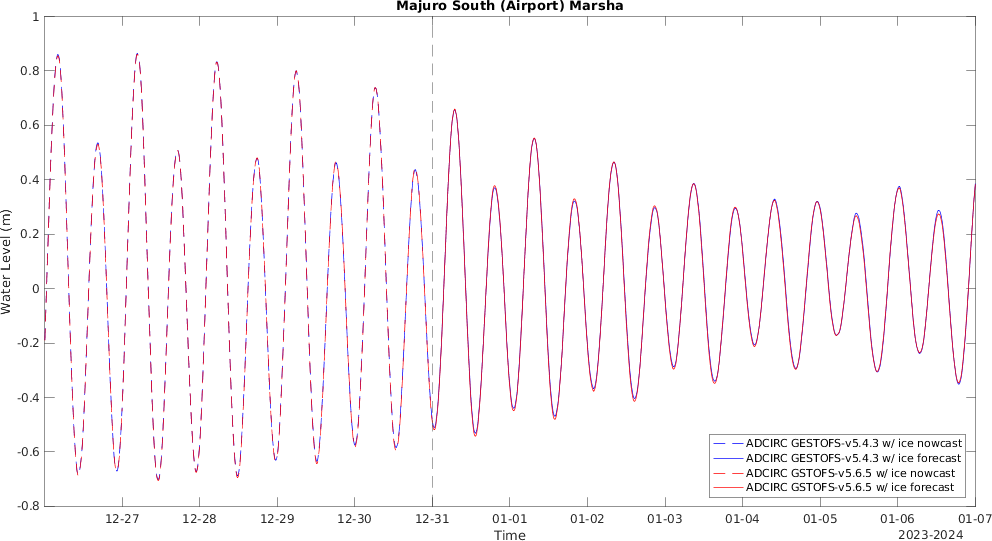 Majuro South (Airport) Marsha
Water Level (m)
1
0.8
0.6
0.4
0.2
0
-0.2
-0.4
-0.6
-0.8
ADCIRC GESTOFS-v5.4.3 w/ ice nowcast
ADCIRC GESTOFS-v5.4.3 w/ ice forecast
ADCIRC GSTOFS-v5.6.5 w/ ice nowcast
ADCIRC GSTOFS-v5.6.5 w/ ice forecast
12-27 12-28 12-29 12-30 12-31 01-01 01-02 01-03 01-04 01-05 01-06 01-07
Time
2023-2024